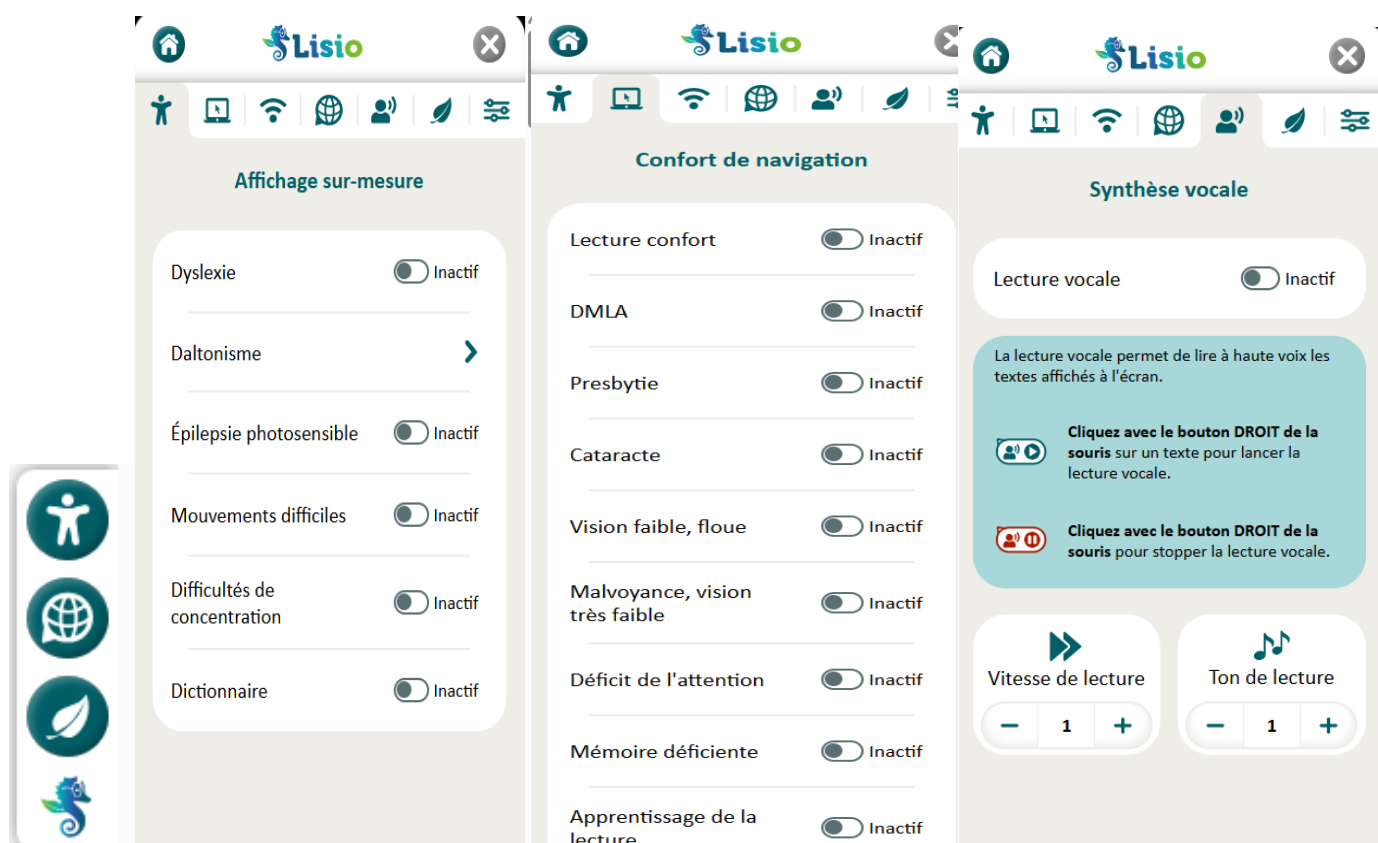 Lisio
Affichage sur-mesure
Dyslexie
Inactif
Daltonisme
Épilepsie photosensible
Inactif
Mouvements difficiles
Inactif
Difficultés de
concentration
Inactif
Dictionnaire
Inactif
Lisio
Confort de navigation
Lecture confort
Inactif
DMLA
Inactif
Presbytie
Inactif
Cataracte
Inactif
Vision faible, floue
Inactif
Malvoyance, vision
très faible
Inactif
Déficit de l'attention
Inactif
Mémoire déficiente
Inactif
Apprentissage de la
lecture
Inactif
Lisio
Synthèse vocale
Lecture vocale
Inactif
La lecture vocale permet de lire à haute voix les
textes affichés à l'écran.
Cliquez avec le bouton DROIT de la
souris sur un texte pour lancer la
lecture vocale.
Cliquez avec le bouton DROIT de la
souris pour stopper la lecture vocale.
Vitesse de lecture
− 1 +
Ton de lecture
− 1 +